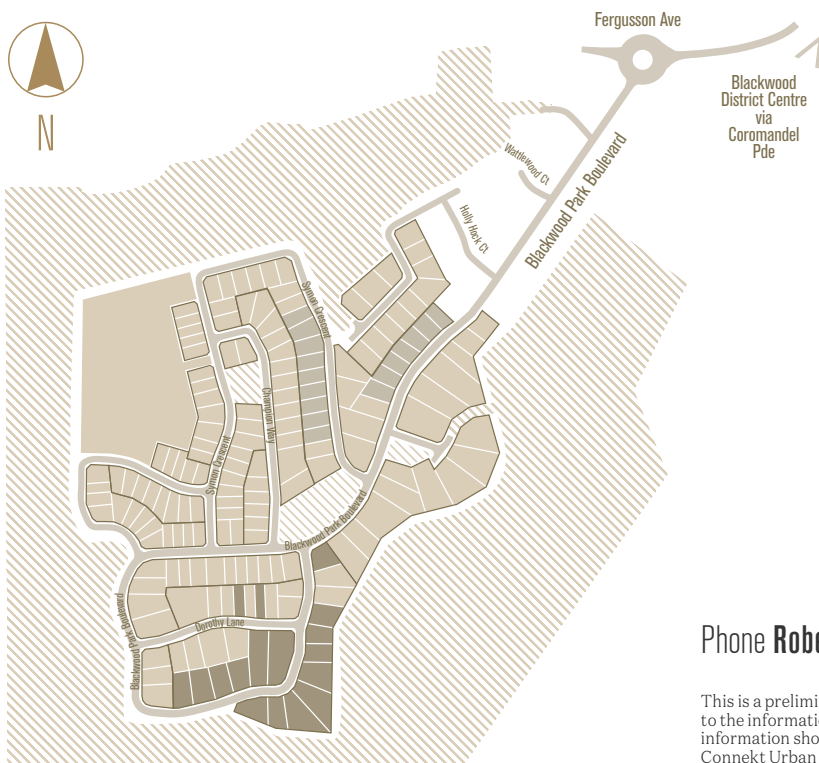 Fergusson Ave
Blackwood
District Centre
via
Coromandel
Pde
N
Wattlewood Ct
Blackwood Park Boulevard
Holly Hock Ct
Symon Crescent
Champion Way
Symon Crescent
Blackwood Park Boulevard
Blackwood Park Boulevard
Dorothy Lane
Phone Robe
This is a prelimi
to the informatio
information sho
Connekt Urban